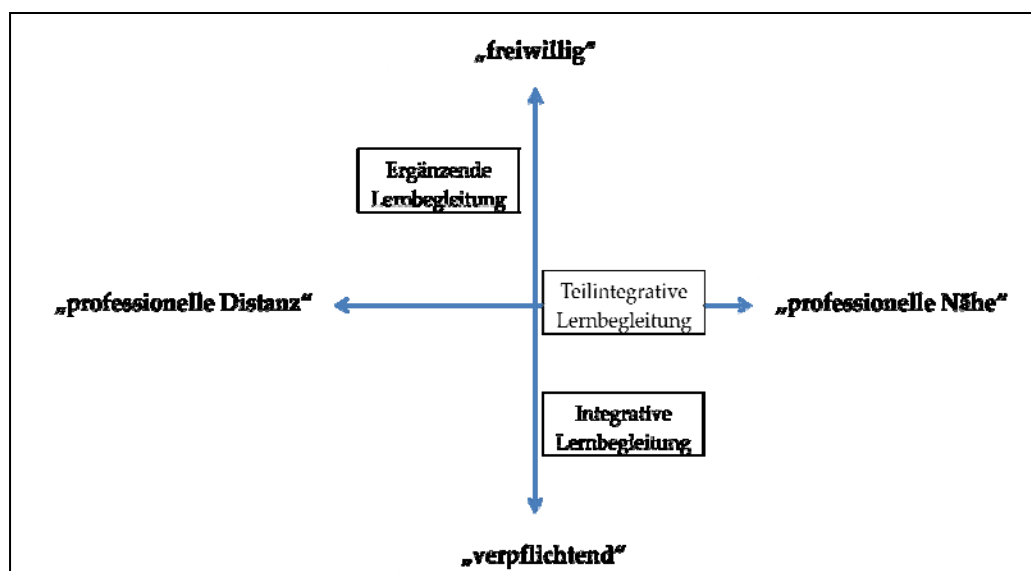 „freiwillig“
Ergänzende
Lernbegleitung
„professionelle Distanz“
Teilintegrative
Lernbegleitung
„professionelle Nähe“
Integrative
Lernbegleitung
„verpflichtend“